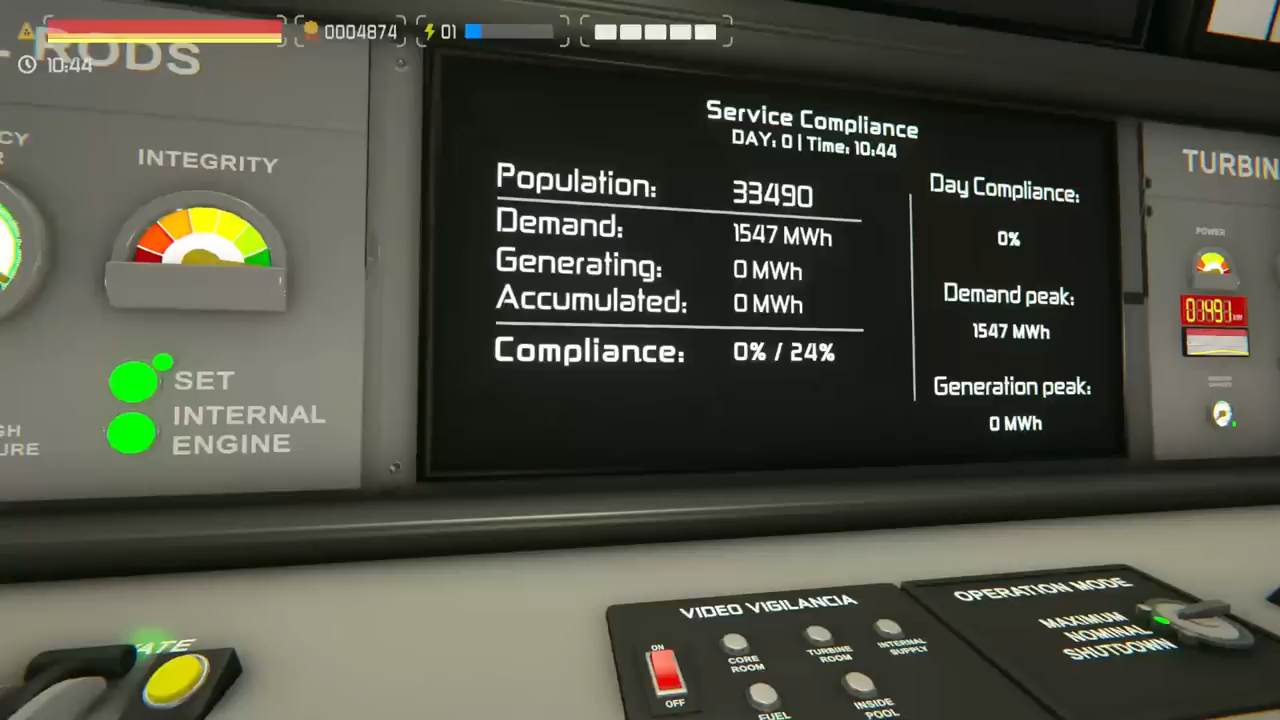 0004874
01
10:44
RODS
INTEGRITY
SET
INTERNAL
ENGINE
Service Compliance
DAY: 0 | Time: 10:44
Population: 33490
Demand: 1547 MWh
Generating: 0 MWh
Accumulated: 0 MWh
Compliance: 0% / 24%
Day Compliance:
0%
Demand peak:
1547 MWh
Generation peak:
0 MWh
TURBIN
POWER
01491
VIDEO VIGILANCIA
ON
OFF
CORE
ROOM
TURBINE
ROOM
INTERNAL
SUPPLY
FUEL
INSIDE
POOL
OPERATION MODE
MAXIMUM
NOMINAL
SHUTDOWN